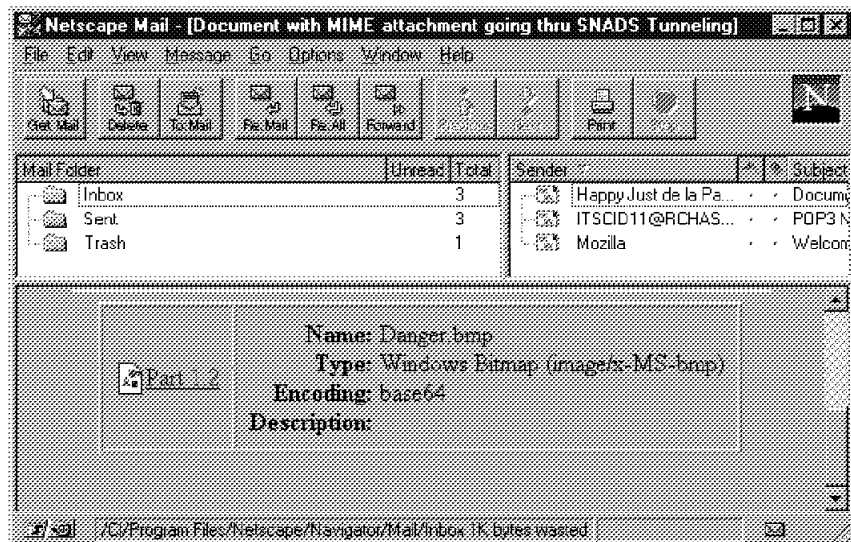 Netscape Mail - [Document with MIME attachment going thru SNADS Tunneling]
File Edit View Message Go Options Window Help
Get Mail Delete To: Mail Re: Mail Re: All Forward Print
N
Mail Folder Unread Total
Inbox 3
Sent 3
Trash 1
Sender Subject
Happy Just de la Pa... Docum
ITSCID11@RCHAS... POP3 N
Mozilla Welcom
Part 1.2
Name: Danger.bmp
Type: Windows Bitmap (image/x-MS-bmp)
Encoding: base64
Description:
/C|/Program Files/Netscape/Navigator/Mail/Inbox 1K bytes wasted